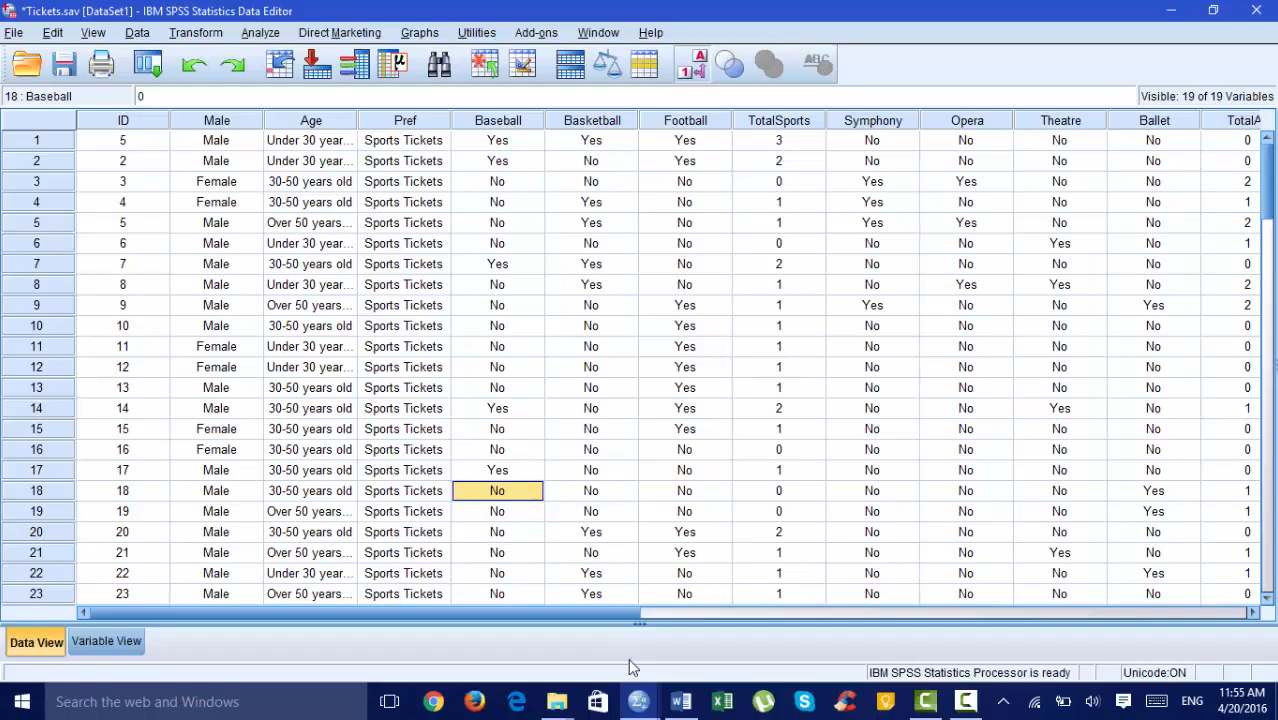 *Tickets.sav [DataSet1] - IBM SPSS Statistics Data Editor
File Edit View Data Transform Analyze Direct Marketing Graphs Utilities Add-ons Window Help
18 : Baseball 0 Visible: 19 of 19 Variables
ID Male Age Pref Baseball Basketball Football TotalSports Symphony Opera Theatre Ballet TotalA
1 5 Male Under 30 year... Sports Tickets Yes Yes Yes 3 No No No No 0
2 2 Male Under 30 year... Sports Tickets Yes No Yes 2 No No No No 0
3 3 Female 30-50 years old Sports Tickets No No No 0 Yes Yes No No 2
4 4 Female 30-50 years old Sports Tickets No Yes No 1 Yes No No No 1
5 5 Male Over 50 years... Sports Tickets No Yes No 1 Yes Yes No No 2
6 6 Male Under 30 year... Sports Tickets No No No 0 No No Yes No 1
7 7 Male 30-50 years old Sports Tickets Yes Yes No 2 No No No No 0
8 8 Male Under 30 year... Sports Tickets No Yes No 1 No Yes Yes No 2
9 9 Male Over 50 years... Sports Tickets No No Yes 1 Yes No No Yes 2
10 10 Male 30-50 years old Sports Tickets No No Yes 1 No No No No 0
11 11 Female Under 30 year... Sports Tickets No No Yes 1 No No No No 0
12 12 Female Under 30 year... Sports Tickets No No Yes 1 No No No No 0
13 13 Male 30-50 years old Sports Tickets No No Yes 1 No No No No 0
14 14 Male 30-50 years old Sports Tickets Yes No Yes 2 No No Yes No 1
15 15 Female 30-50 years old Sports Tickets No No Yes 1 No No No No 0
16 16 Female 30-50 years old Sports Tickets No No No 0 No No No No 0
17 17 Male 30-50 years old Sports Tickets Yes No No 1 No No No No 0
18 18 Male 30-50 years old Sports Tickets No No No 0 No No No Yes 1
19 19 Male Over 50 years... Sports Tickets No No No 0 No No No Yes 1
20 20 Male 30-50 years old Sports Tickets No Yes Yes 2 No No No No 0
21 21 Male Over 50 years... Sports Tickets No No Yes 1 No No Yes No 1
22 22 Male Under 30 year... Sports Tickets No Yes No 1 No No No Yes 1
23 23 Male Over 50 years... Sports Tickets No Yes No 1 No No No No 0
Data View Variable View
IBM SPSS Statistics Processor is ready Unicode:ON
Search the web and Windows ENG 11:55 AM
4/20/2016